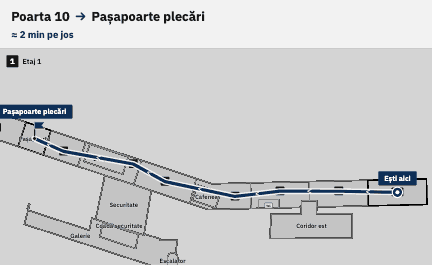 Poarta 10 → Pașapoarte plecări
≈ 2 min pe jos
1 Etaj 1
Pașapoarte plecări
Ești aici
Cafenea
Securitate
Coadă securitate
Galerie
Coridor est
Escalator